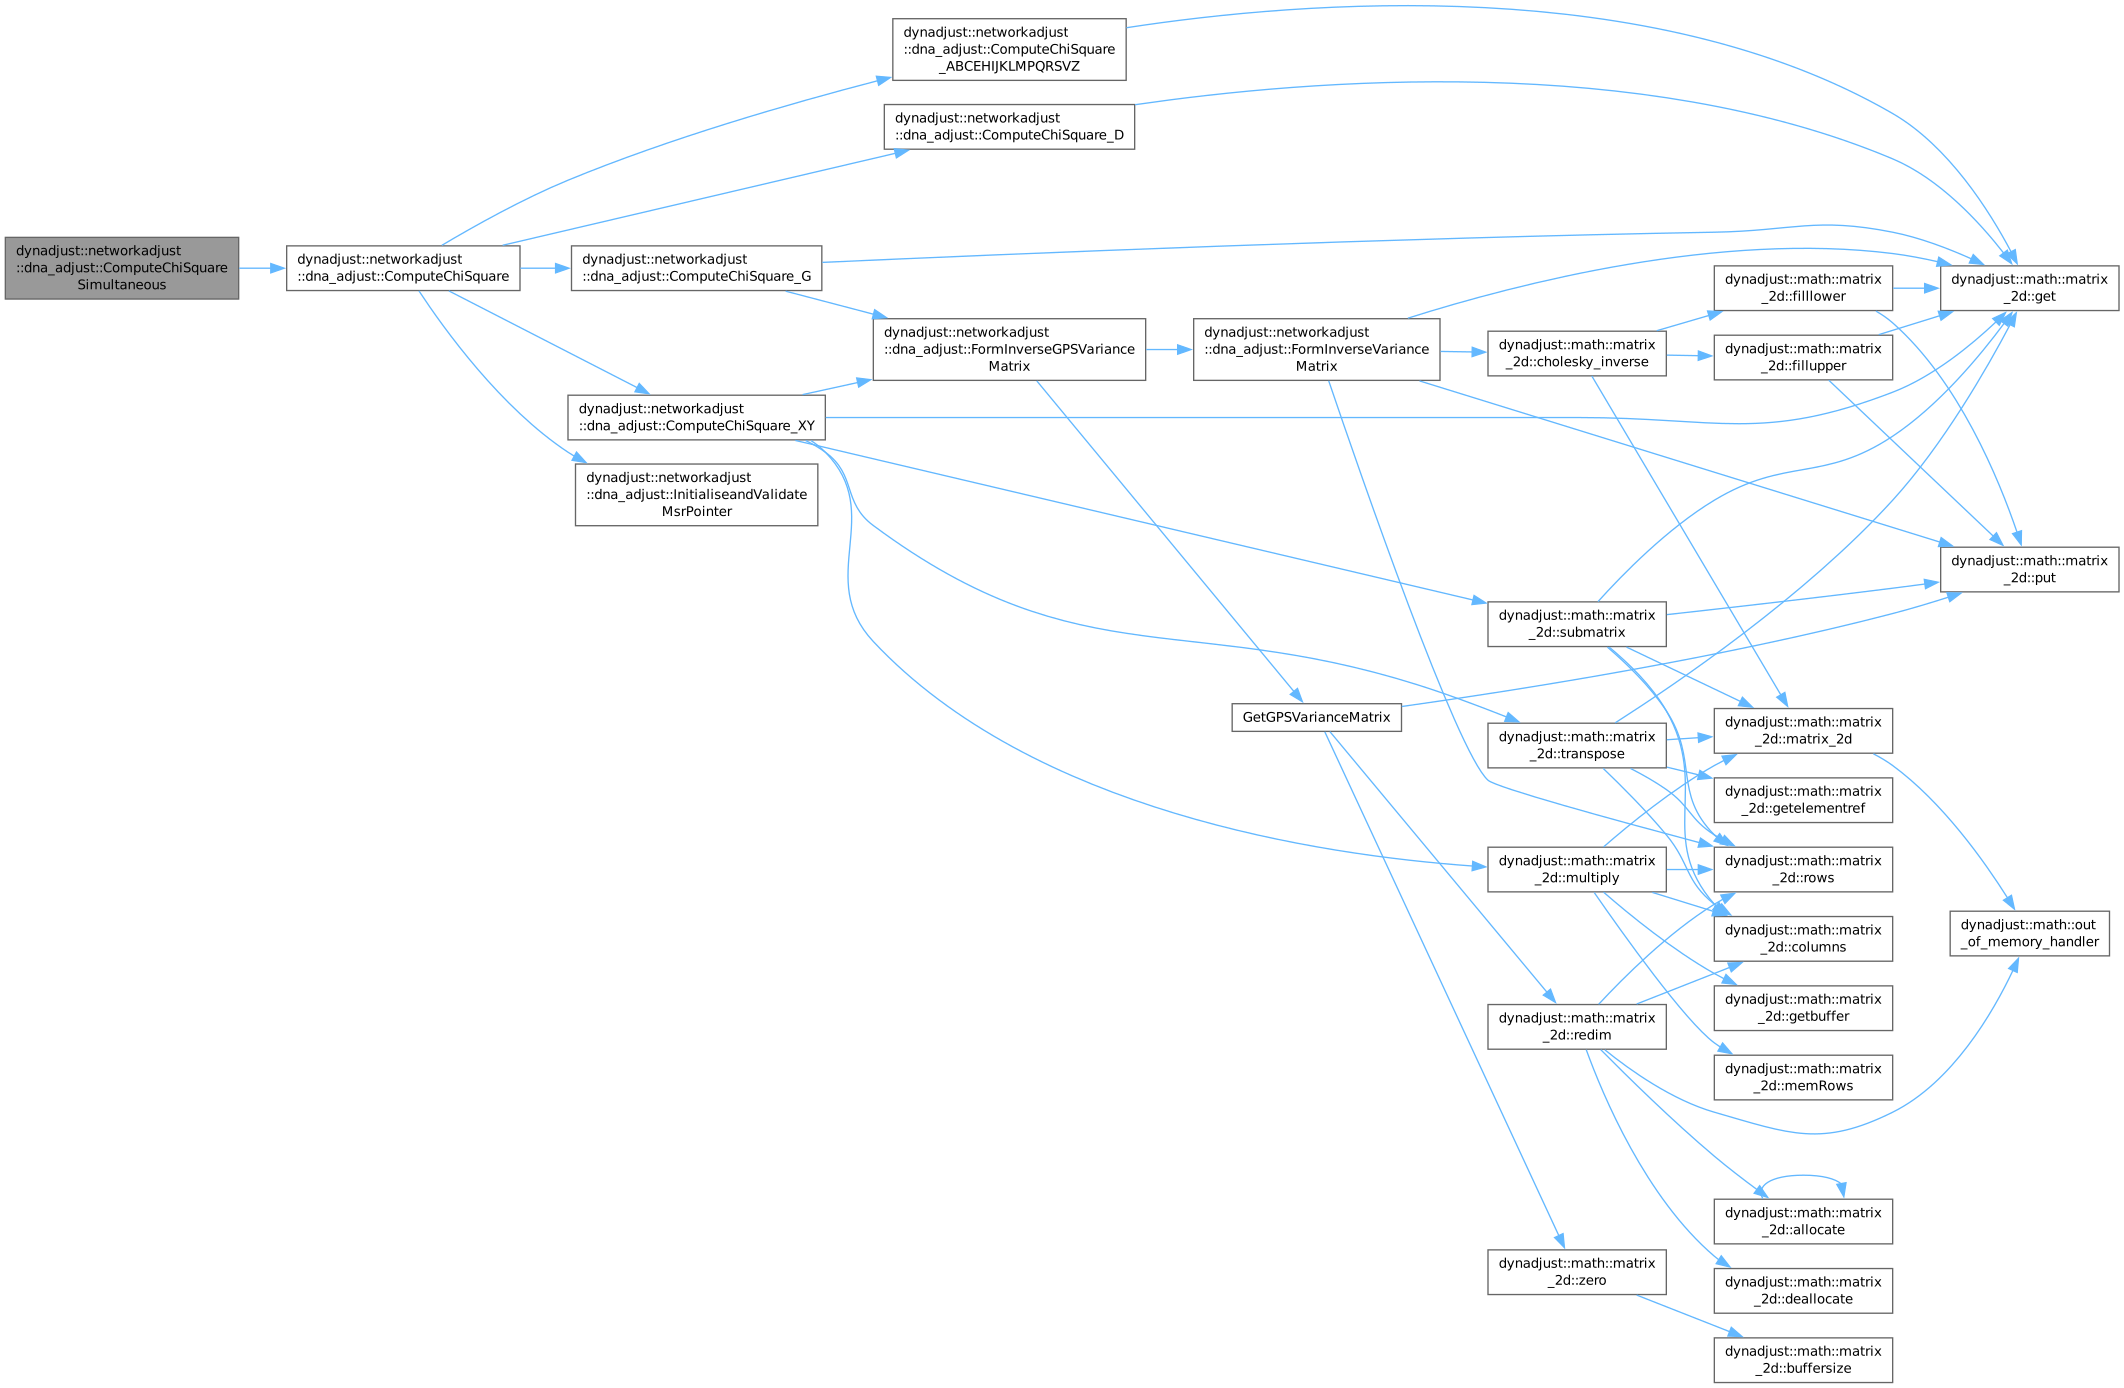 dynadjust::networkadjust
::dna_adjust::ComputeChiSquare
Simultaneous
dynadjust::networkadjust
::dna_adjust::ComputeChiSquare
dynadjust::networkadjust
::dna_adjust::ComputeChiSquare
_ABCEHIJKLMPQRSVZ
dynadjust::networkadjust
::dna_adjust::ComputeChiSquare_D
dynadjust::networkadjust
::dna_adjust::ComputeChiSquare_G
dynadjust::networkadjust
::dna_adjust::ComputeChiSquare_XY
dynadjust::networkadjust
::dna_adjust::InitialiseandValidate
MsrPointer
dynadjust::networkadjust
::dna_adjust::FormInverseGPSVariance
Matrix
dynadjust::networkadjust
::dna_adjust::FormInverseVariance
Matrix
GetGPSVarianceMatrix
dynadjust::math::matrix
_2d::cholesky_inverse
dynadjust::math::matrix
_2d::submatrix
dynadjust::math::matrix
_2d::transpose
dynadjust::math::matrix
_2d::multiply
dynadjust::math::matrix
_2d::redim
dynadjust::math::matrix
_2d::zero
dynadjust::math::matrix
_2d::filllower
dynadjust::math::matrix
_2d::fillupper
dynadjust::math::matrix
_2d::matrix_2d
dynadjust::math::matrix
_2d::getelementref
dynadjust::math::matrix
_2d::rows
dynadjust::math::matrix
_2d::columns
dynadjust::math::matrix
_2d::getbuffer
dynadjust::math::matrix
_2d::memRows
dynadjust::math::matrix
_2d::allocate
dynadjust::math::matrix
_2d::deallocate
dynadjust::math::matrix
_2d::buffersize
dynadjust::math::matrix
_2d::get
dynadjust::math::matrix
_2d::put
dynadjust::math::out
_of_memory_handler